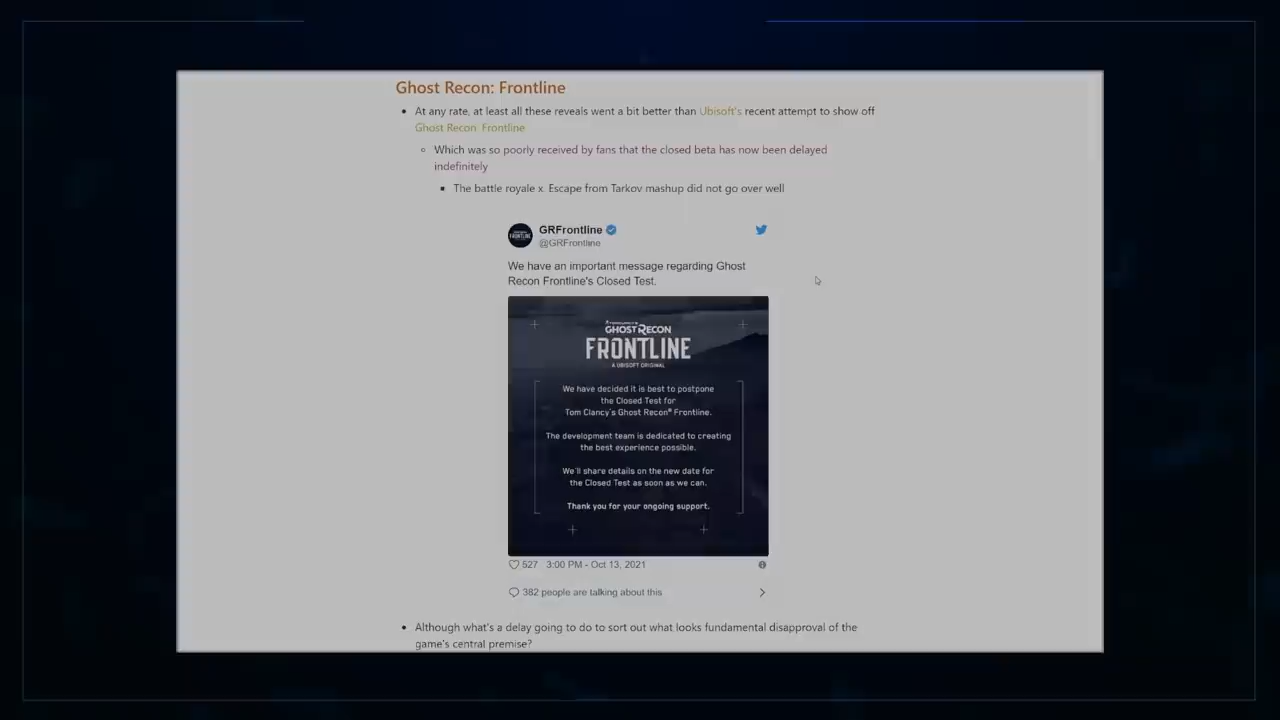 Ghost Recon: Frontline
• At any rate, at least all these reveals went a bit better than Ubisoft's recent attempt to show off
Ghost Recon: Frontline
◦ Which was so poorly received by fans that the closed beta has now been delayed
indefinitely
▪ The battle royale x Escape from Tarkov mashup did not go over well
GRFrontline
@GRFrontline
We have an important message regarding Ghost
Recon Frontline's Closed Test.
GHOST RECON
FRONTLINE
A UBISOFT ORIGINAL
We have decided it is best to postpone
the Closed Test for
Tom Clancy's Ghost Recon® Frontline.
The development team is dedicated to creating
the best experience possible.
We'll share details on the new date for
the Closed Test as soon as we can.
Thank you for your ongoing support.
527 3:00 PM - Oct 13, 2021
382 people are talking about this
• Although what's a delay going to do to sort out what looks fundamental disapproval of the
game's central premise?